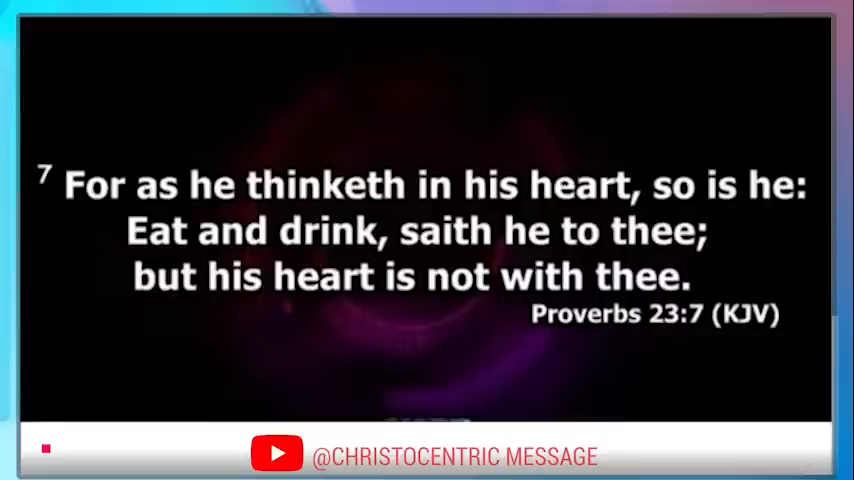 7 For as he thinketh in his heart, so is he:
Eat and drink, saith he to thee;
but his heart is not with thee.
Proverbs 23:7 (KJV)
@CHRISTOCENTRIC MESSAGE